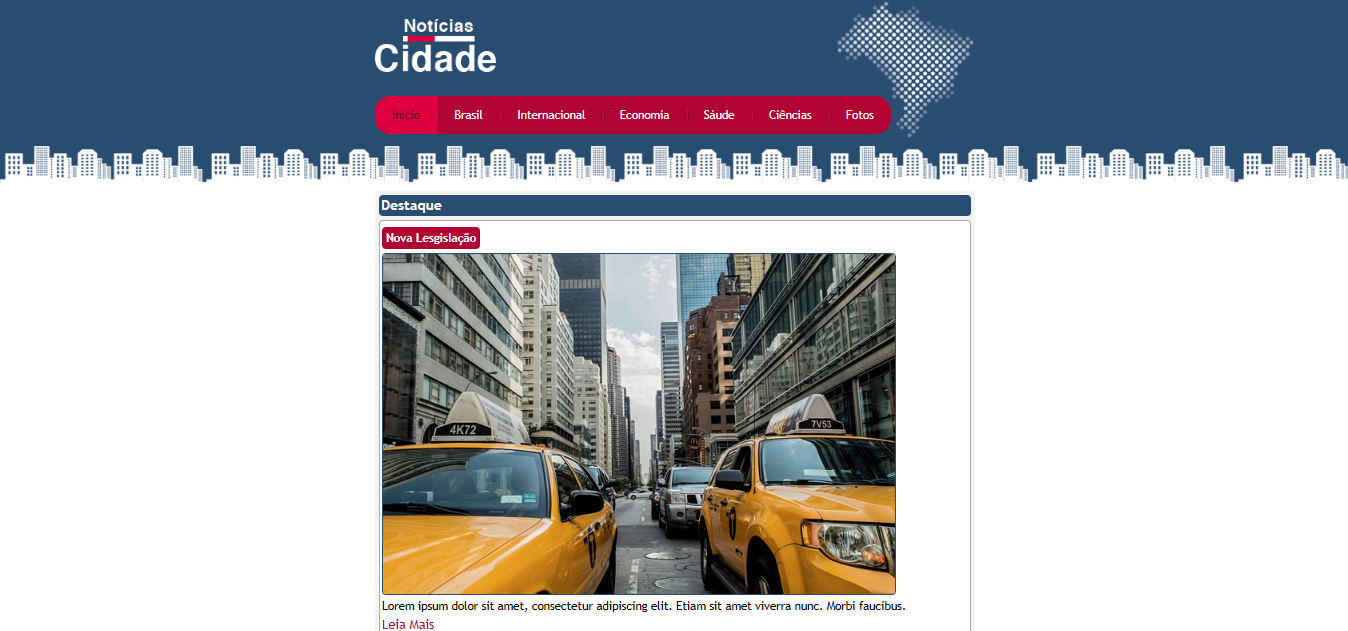 Notícias
Cidade
Início Brasil Internacional Economia Sáude Ciências Fotos
Destaque
Nova Lesgislação
4K72
7V53
Lorem ipsum dolor sit amet, consectetur adipiscing elit. Etiam sit amet viverra nunc. Morbi faucibus.
Leia Mais